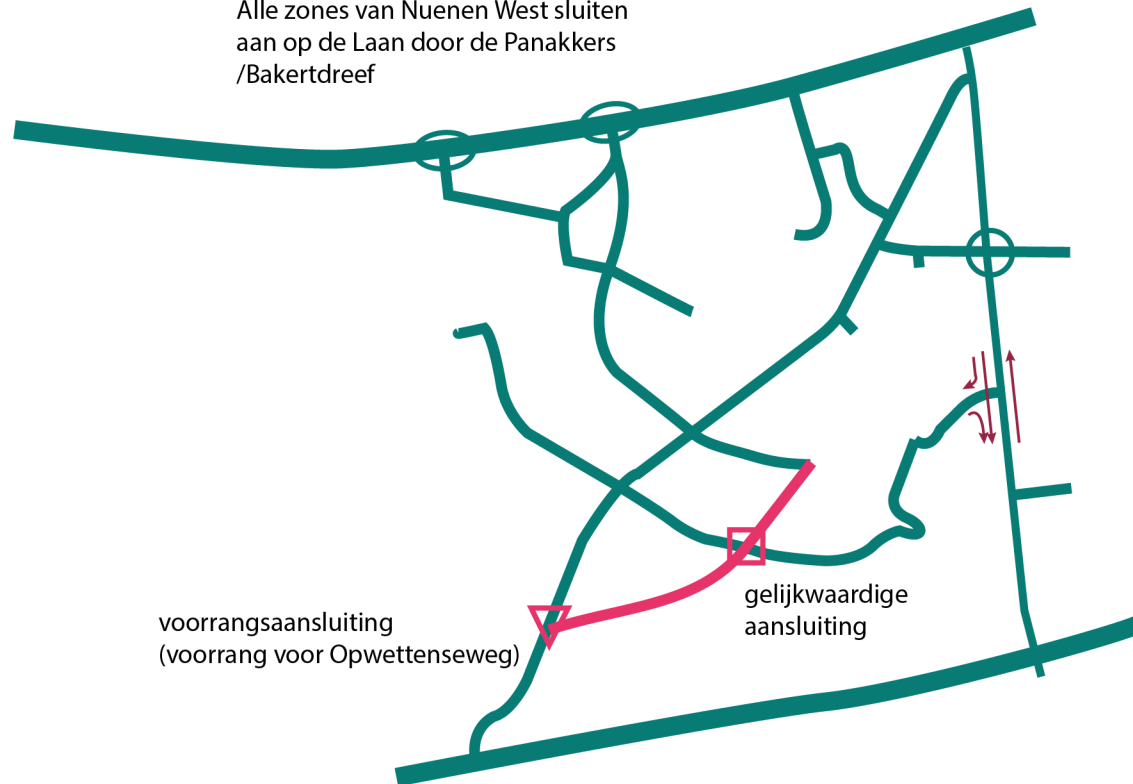 Alle zones van Nuenen West sluiten
aan op de Laan door de Panakkers
/Bakertdreef
gelijkwaardige
aansluiting
voorrangsaansluiting
(voorrang voor Opwettenseweg)